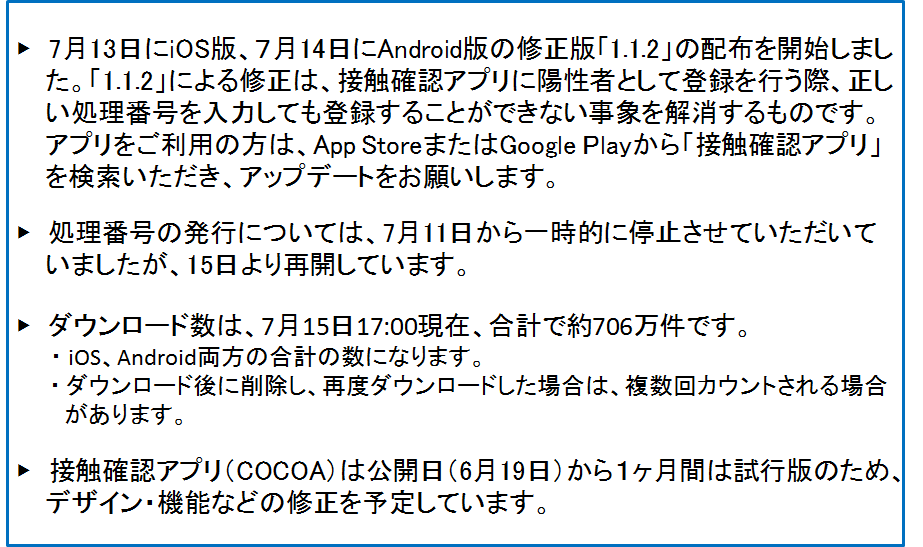 ▶ 7月13日にiOS版、７月14日にAndroid版の修正版「1.1.2」の配布を開始しまし
た。「1.1.2」による修正は、接触確認アプリに陽性者として登録を行う際、正し
い処理番号を入力しても登録することができない事象を解消するものです。
アプリをご利用の方は、App StoreまたはGoogle Playから「接触確認アプリ」
を検索いただき、アップデートをお願いします。
▶ 処理番号の発行については、7月11日から一時的に停止させていただいて
いましたが、15日より再開しています。
▶ ダウンロード数は、7月15日17:00現在、合計で約706万件です。
・ iOS、Android両方の合計の数になります。
・ ダウンロード後に削除し、再度ダウンロードした場合は、複数回カウントされる場合
があります。
▶ 接触確認アプリ（COCOA）は公開日（6月19日）から１ヶ月間は試行版のため、
デザイン・機能などの修正を予定しています。